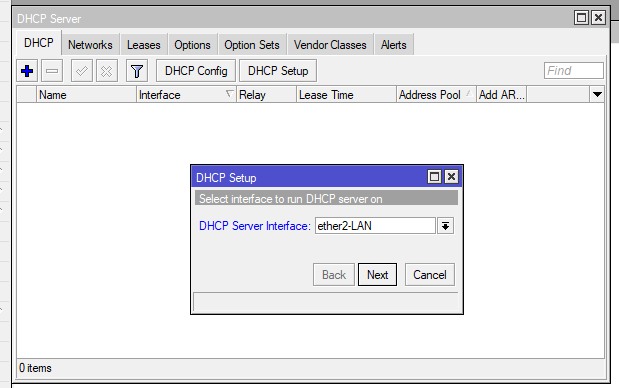 DHCP Server
DHCP Networks Leases Options Option Sets Vendor Classes Alerts
DHCP Config DHCP Setup Find
Name Interface Relay Lease Time Address Pool Add AR...
DHCP Setup
Select interface to run DHCP server on
DHCP Server Interface: ether2-LAN
Back Next Cancel
0 items